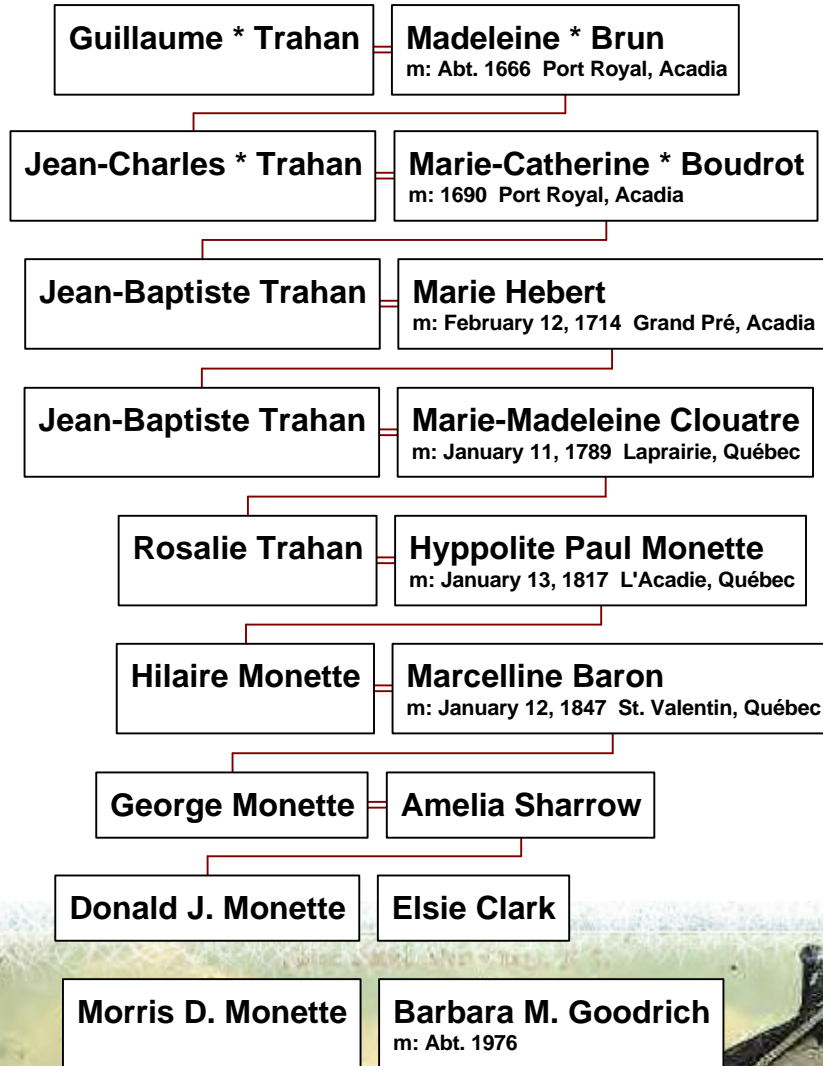 Guillaume * Trahan
Madeleine * Brun
m: Abt. 1666 Port Royal, Acadia
Jean-Charles * Trahan
Marie-Catherine * Boudrot
m: 1690 Port Royal, Acadia
Jean-Baptiste Trahan
Marie Hebert
m: February 12, 1714 Grand Pré, Acadia
Jean-Baptiste Trahan
Marie-Madeleine Clouatre
m: January 11, 1789 Laprairie, Québec
Rosalie Trahan
Hyppolite Paul Monette
m: January 13, 1817 L'Acadie, Québec
Hilaire Monette
Marcelline Baron
m: January 12, 1847 St. Valentin, Québec
George Monette
Amelia Sharrow
Donald J. Monette
Elsie Clark
Morris D. Monette
Barbara M. Goodrich
m: Abt. 1976